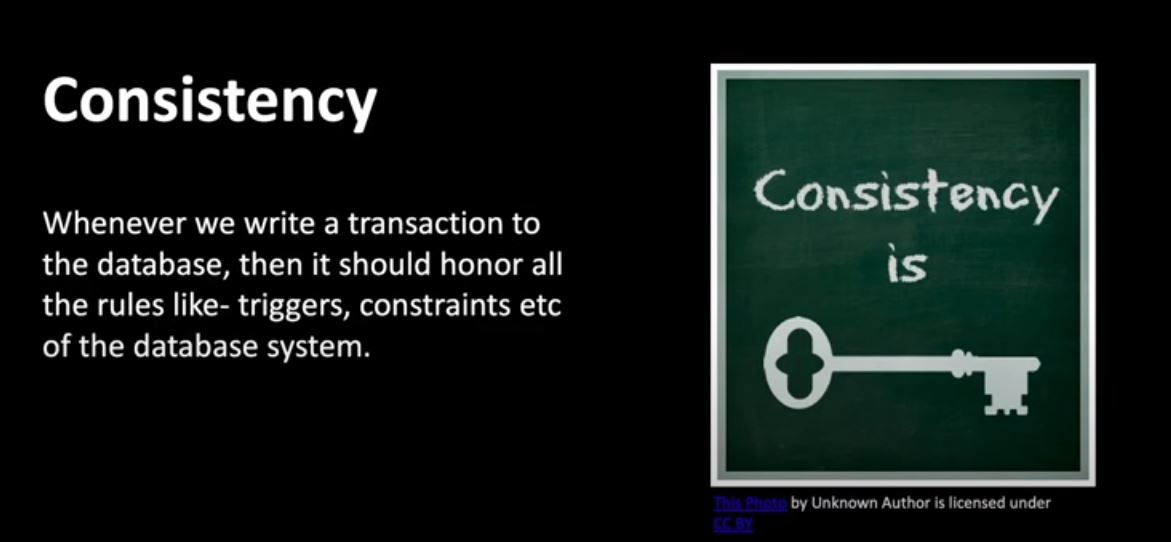 Consistency
Whenever we write a transaction to
the database, then it should honor all
the rules like- triggers, constraints etc
of the database system.
Consistency
is
This Photo by Unknown Author is licensed under
CC BY